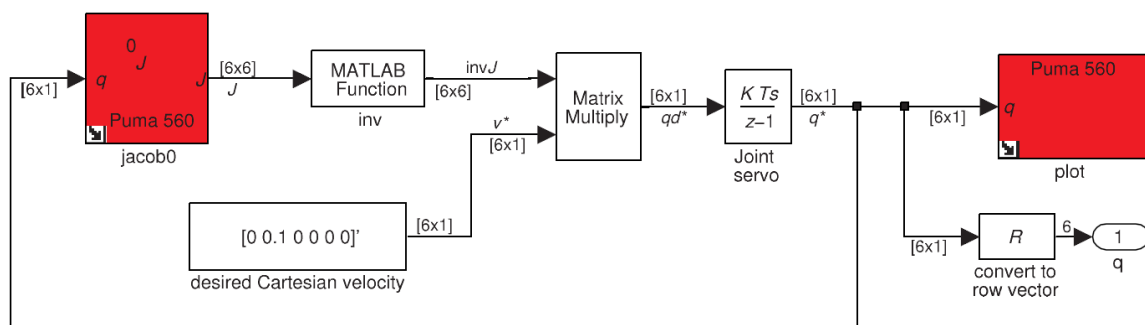 0
J
q
J
Puma 560
jacob0
[6x1]
[6x6]
J
MATLAB
Function
inv
invJ
[6x6]
v*
[6x1]
Matrix
Multiply
[6x1]
qd*
K Ts
z–1
Joint
servo
[6x1]
q*
[6x1]
Puma 560
q
plot
[0 0.1 0 0 0 0]'
[6x1]
desired Cartesian velocity
[6x1]
R
convert to
row vector
6
1
q